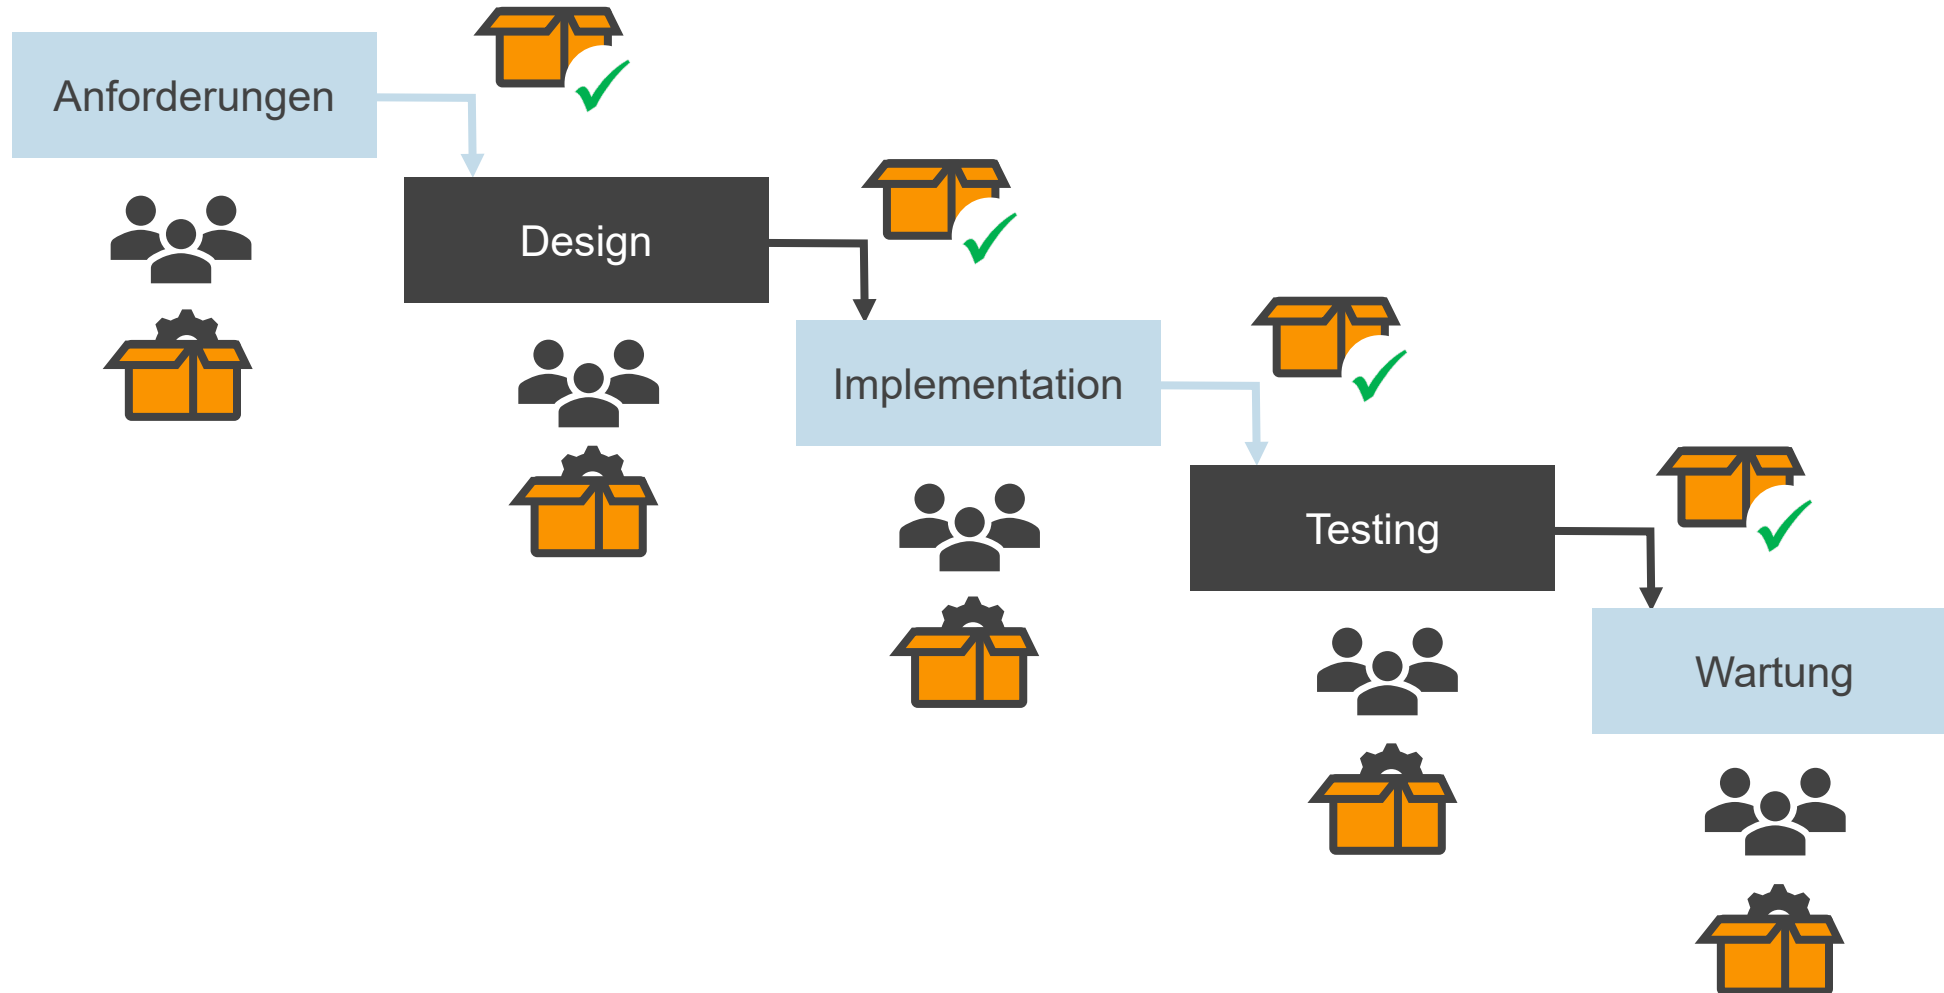 Anforderungen
Design
Implementation
Testing
Wartung